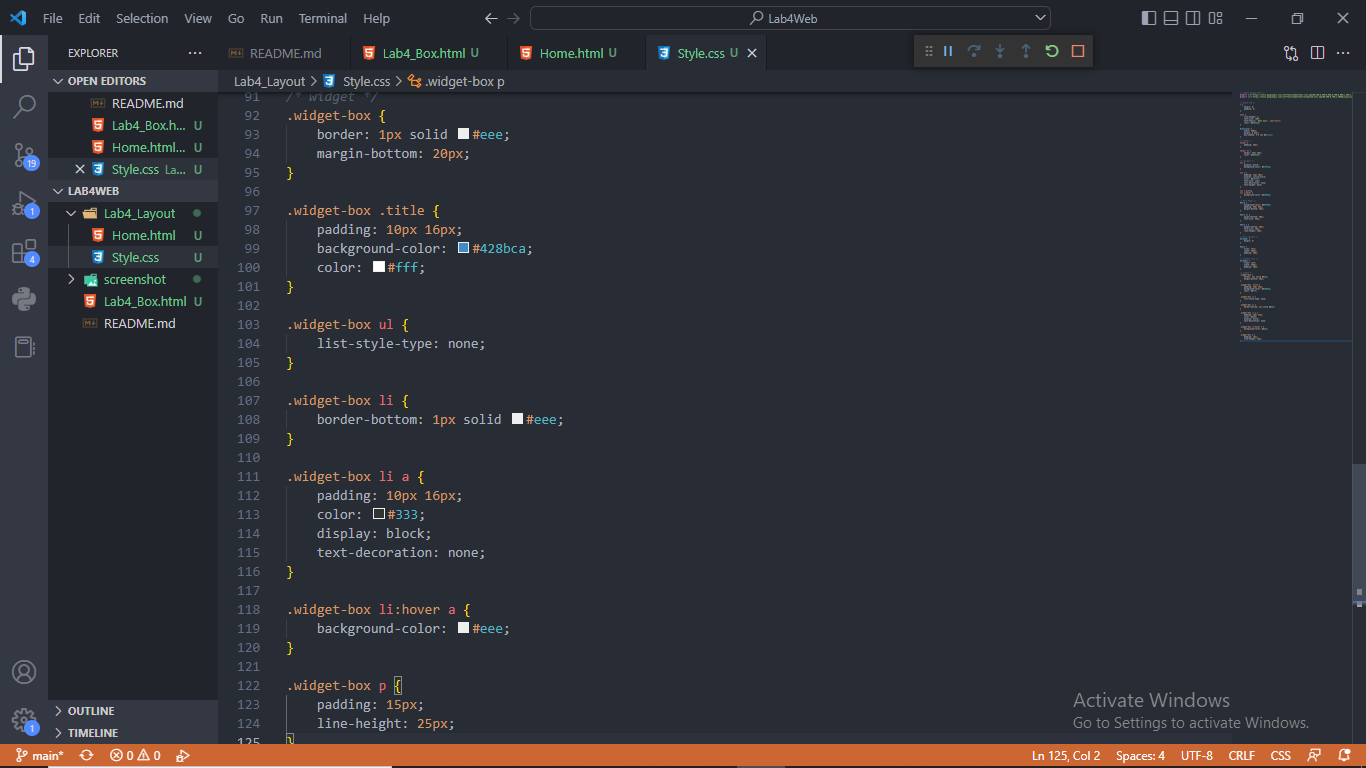 File Edit Selection View Go Run Terminal Help
Lab4Web
EXPLORER
README.md
Lab4_Box.html U
Home.html U
Style.css U
OPEN EDITORS
README.md
Lab4_Box.h... U
Home.html... U
Style.css La... U
LAB4WEB
Lab4_Layout
Home.html U
Style.css U
screenshot
Lab4_Box.html U
README.md
OUTLINE
TIMELINE
19
1
4
1
Lab4_Layout > Style.css > .widget-box p
91 /* widget */
92 .widget-box {
93 border: 1px solid #eee;
94 margin-bottom: 20px;
95 }
96
97 .widget-box .title {
98 padding: 10px 16px;
99 background-color: #428bca;
100 color: #fff;
101 }
102
103 .widget-box ul {
104 list-style-type: none;
105 }
106
107 .widget-box li {
108 border-bottom: 1px solid #eee;
109 }
110
111 .widget-box li a {
112 padding: 10px 16px;
113 color: #333;
114 display: block;
115 text-decoration: none;
116 }
117
118 .widget-box li:hover a {
119 background-color: #eee;
120 }
121
122 .widget-box p {
123 padding: 15px;
124 line-height: 25px;
125 }
Activate Windows
Go to Settings to activate Windows.
main* 0 0
Ln 125, Col 2 Spaces: 4 UTF-8 CRLF CSS